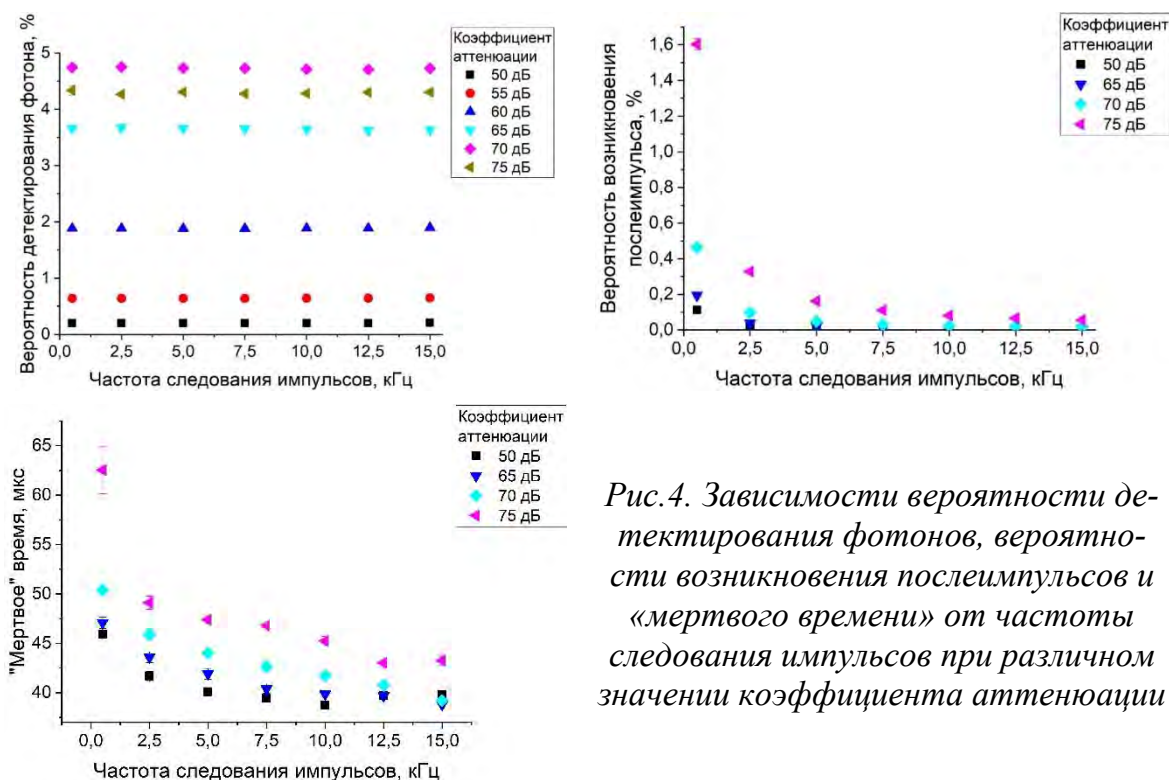 Вероятность детектирования фотона, %
5
4
3
2
1
0
0,0 2,5 5,0 7,5 10,0 12,5 15,0
Частота следования импульсов, кГц
Коэффициент
аттенюации
50 дБ
55 дБ
60 дБ
65 дБ
70 дБ
75 дБ
Вероятность возникновения
послеимпульса, %
1,6
1,4
1,2
1,0
0,8
0,6
0,4
0,2
0,0
0,0 2,5 5,0 7,5 10,0 12,5 15,0
Частота следования импульсов, кГц
Коэффициент
аттенюации
50 дБ
65 дБ
70 дБ
75 дБ
"Мертвое" время, мкс
65
60
55
50
45
40
0,0 2,5 5,0 7,5 10,0 12,5 15,0
Частота следования импульсов, кГц
Коэффициент
аттенюации
50 дБ
65 дБ
70 дБ
75 дБ
Рис.4. Зависимости вероятности де-
тектирования фотонов, вероятно-
сти возникновения послеимпульсов и
«мертвого времени» от частоты
следования импульсов при различном
значении коэффициента аттенюации